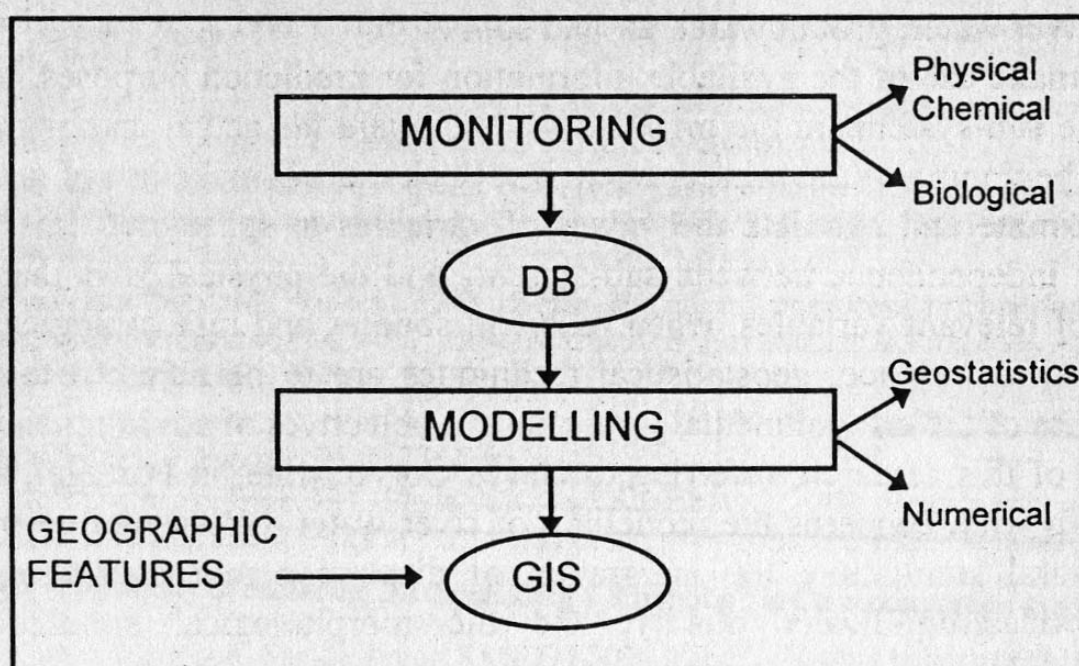 MONITORING
Physical
Chemical
Biological
DB
MODELLING
Geostatistics
Numerical
GEOGRAPHIC
FEATURES
GIS